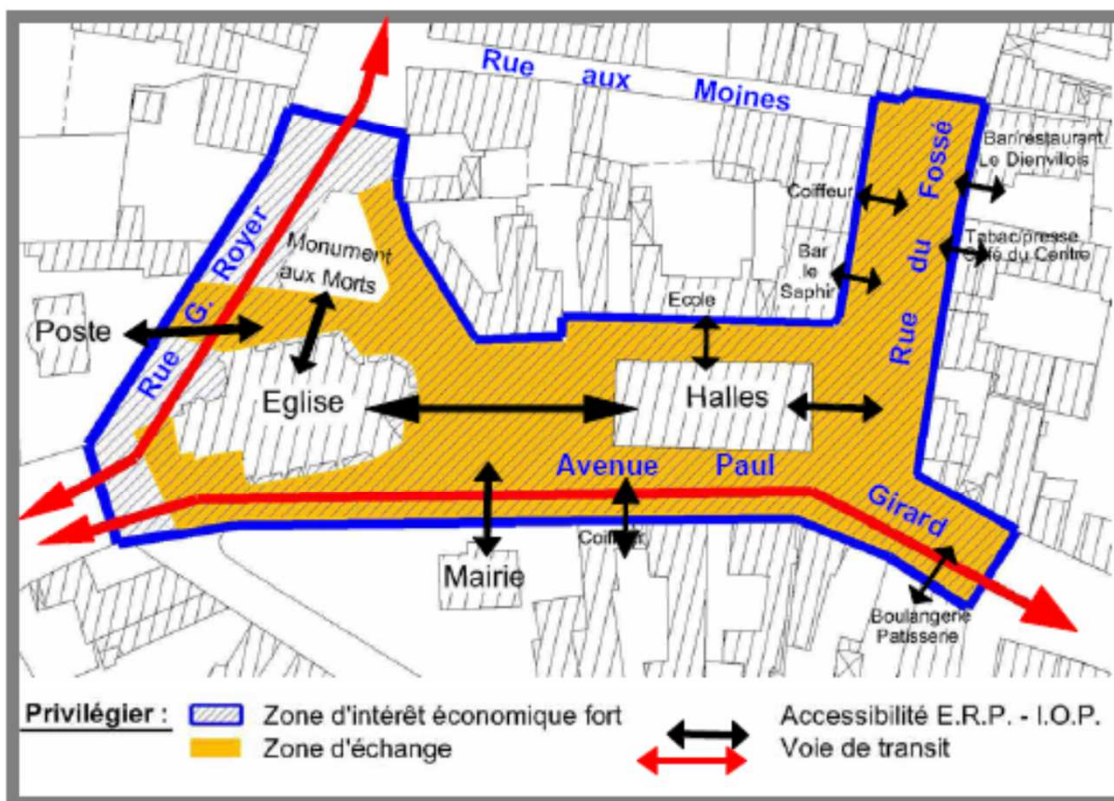 Rue aux Moines
Bar/restaurant/
Le Dienvillois
Coiffeur
Rue du Fossé
Tabac/presse
Café du Centre
Bar
le
Saphir
Monument
aux Morts
Rue G. Royer
Poste
Ecole
Eglise
Halles
Avenue Paul Girard
Coiffeur
Mairie
Boulangerie
Patisserie
Privilégier :
Zone d'intérêt économique fort
Zone d'échange
Accessibilité E.R.P. - I.O.P.
Voie de transit